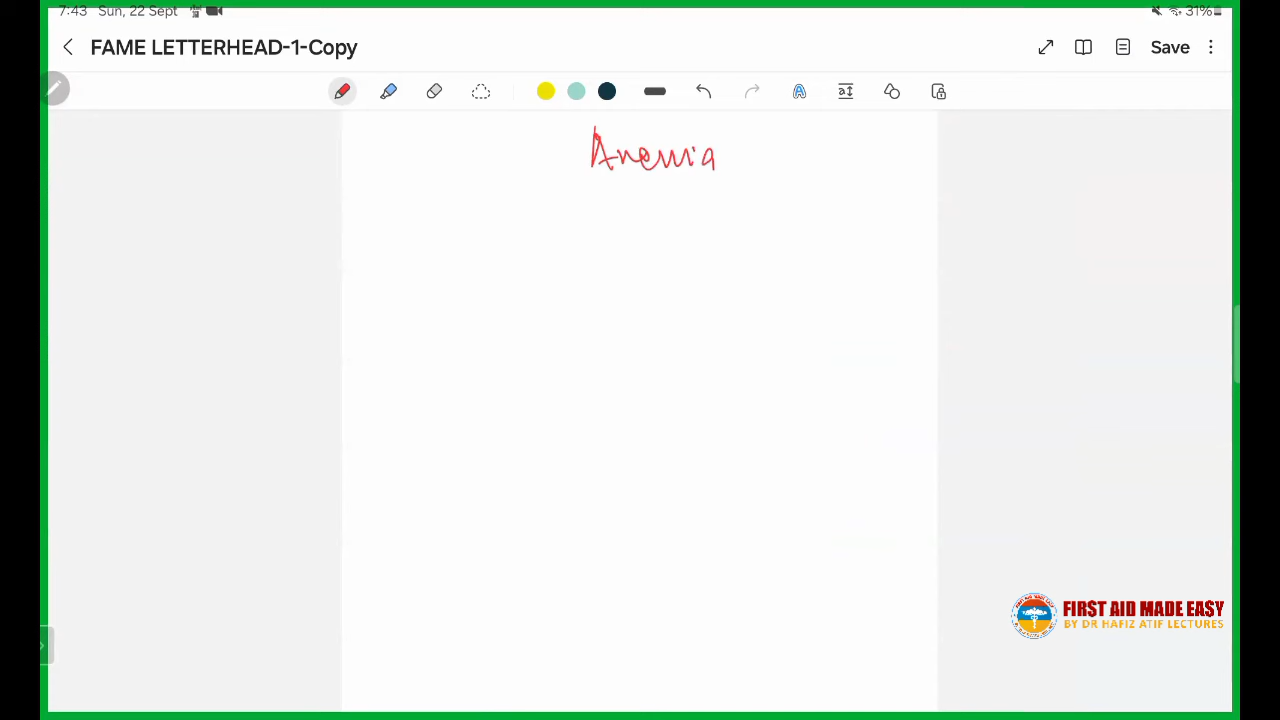 7:43 Sun, 22 Sept
31%
FAME LETTERHEAD-1-Copy
Save
Anemia
FIRST AID MADE EASY
BY DR HAFIZ ATIF LECTURES